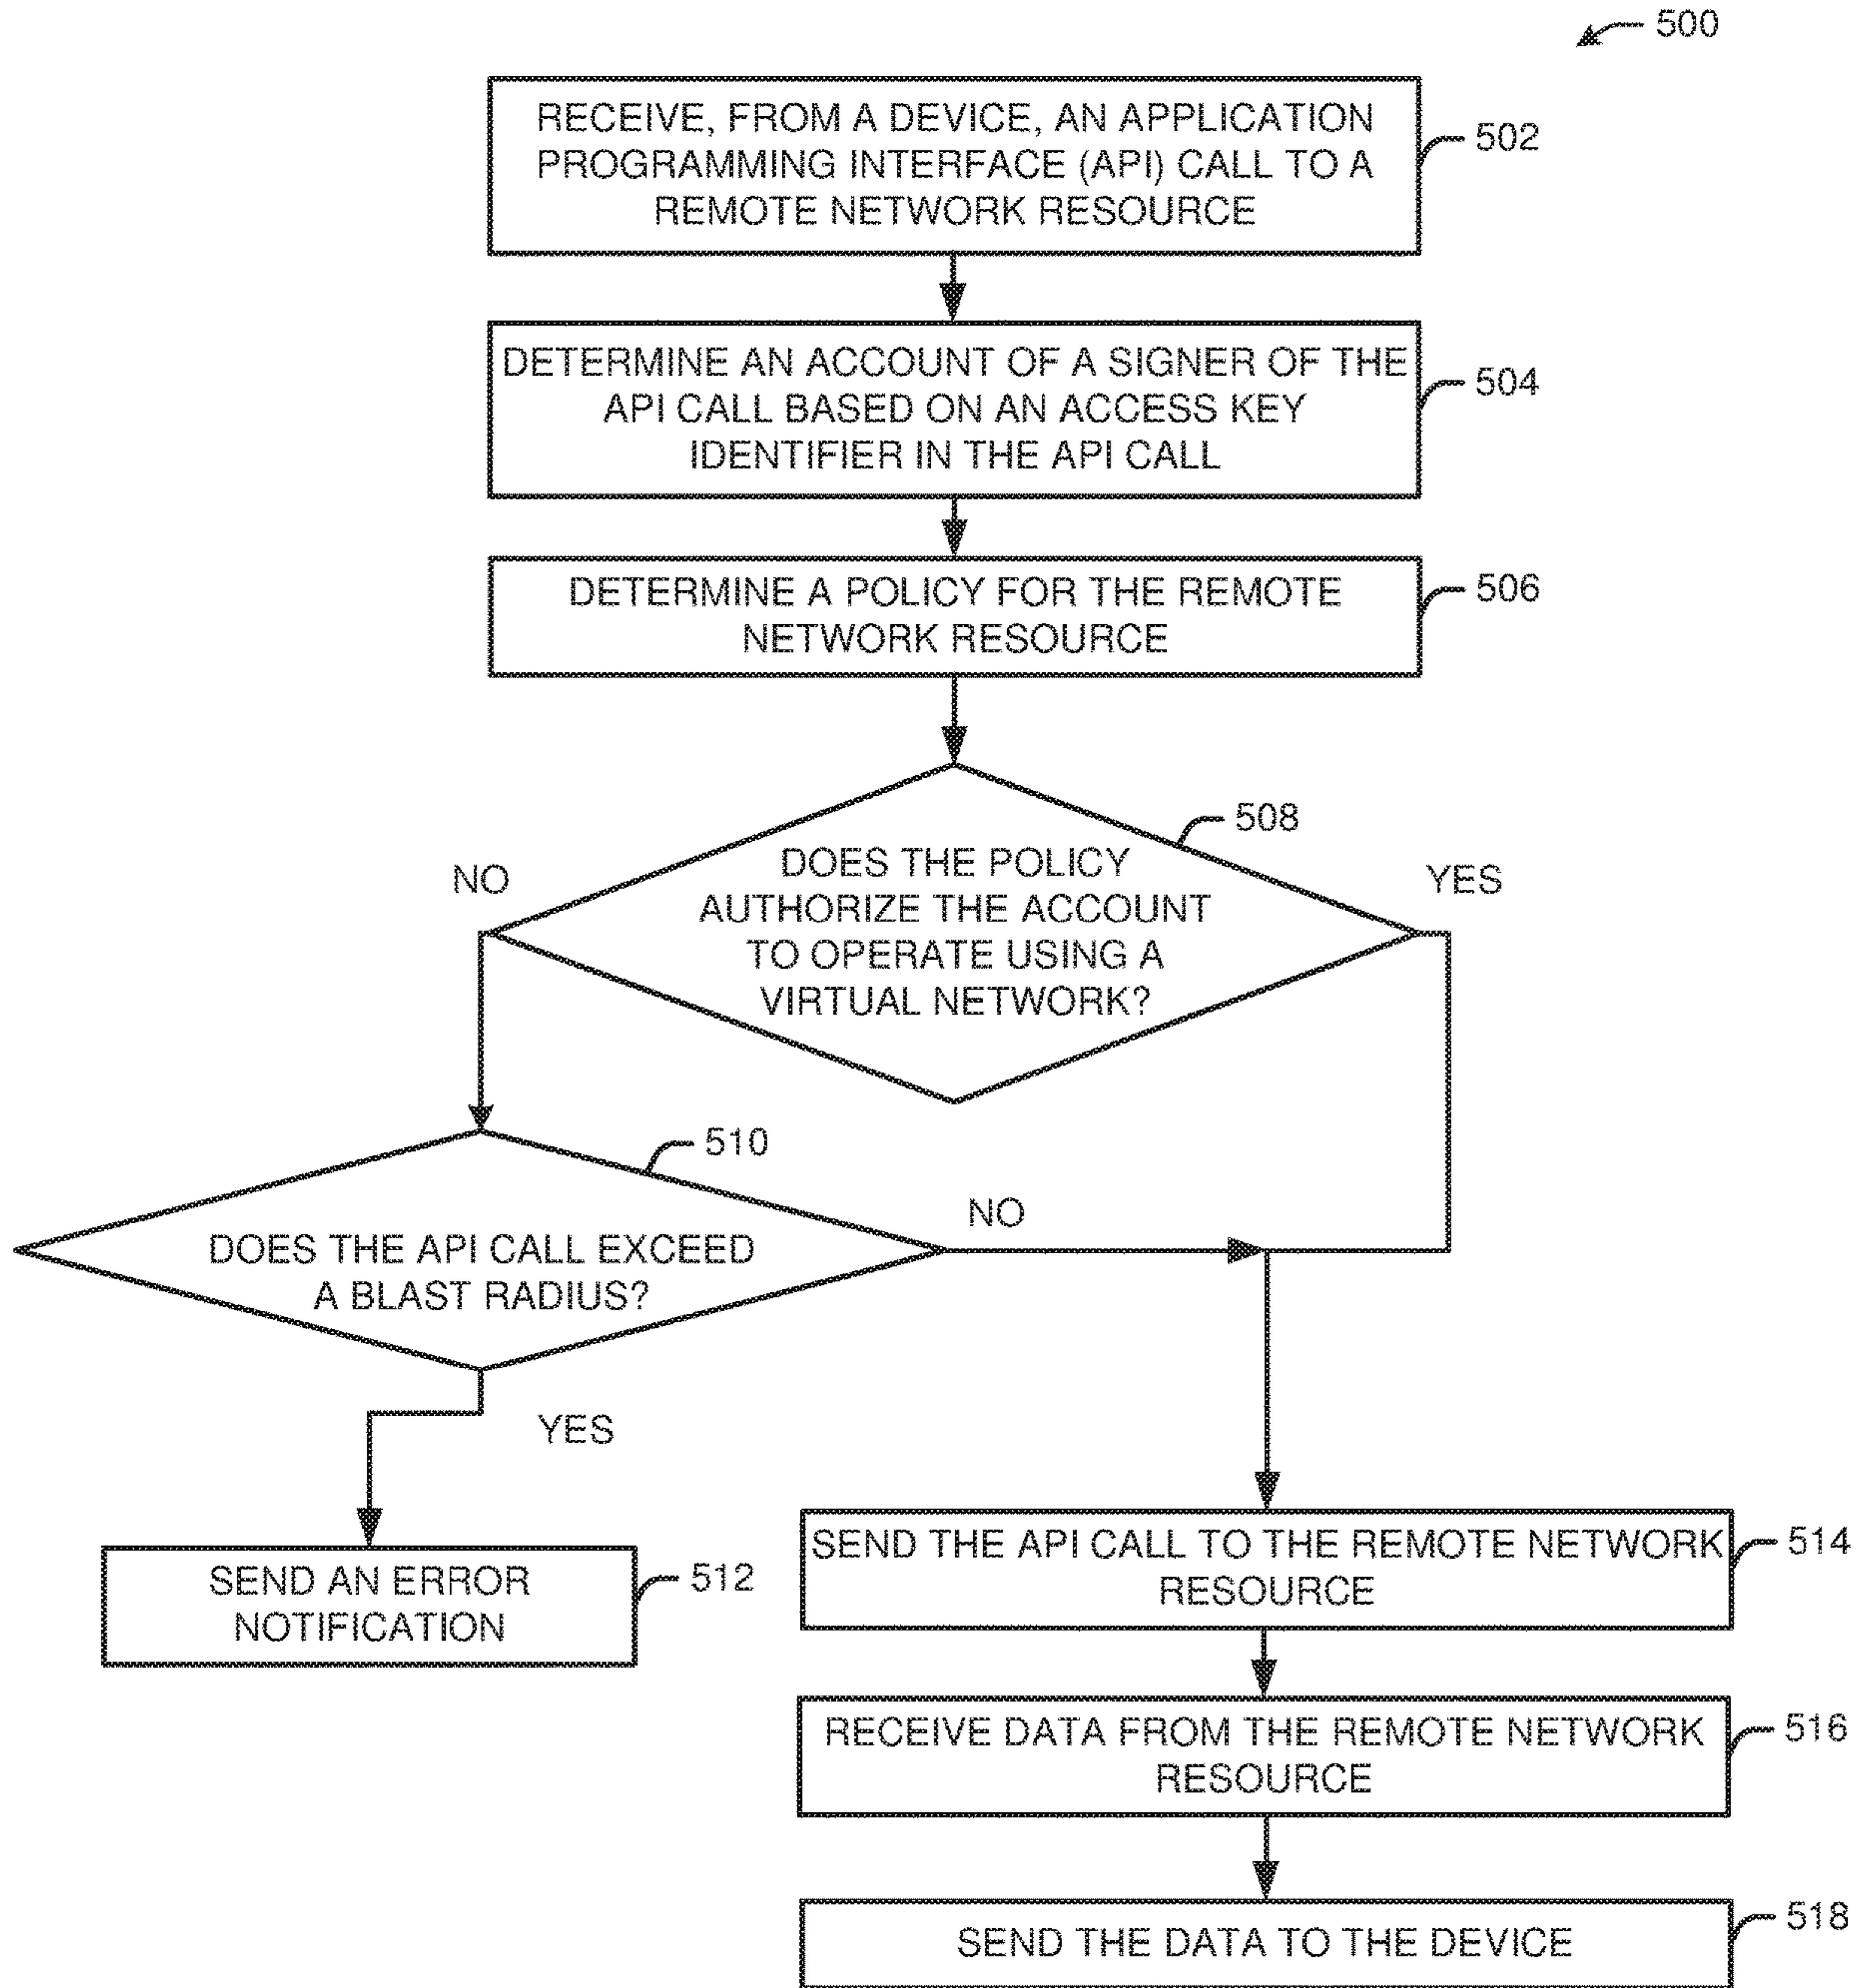 500
RECEIVE, FROM A DEVICE, AN APPLICATION
PROGRAMMING INTERFACE (API) CALL TO A
REMOTE NETWORK RESOURCE
502
DETERMINE AN ACCOUNT OF A SIGNER OF THE
API CALL BASED ON AN ACCESS KEY
IDENTIFIER IN THE API CALL
504
DETERMINE A POLICY FOR THE REMOTE
NETWORK RESOURCE
506
508
DOES THE POLICY
AUTHORIZE THE ACCOUNT
TO OPERATE USING A
VIRTUAL NETWORK?
NO
YES
510
DOES THE API CALL EXCEED
A BLAST RADIUS?
NO
YES
SEND AN ERROR
NOTIFICATION
512
SEND THE API CALL TO THE REMOTE NETWORK
RESOURCE
514
RECEIVE DATA FROM THE REMOTE NETWORK
RESOURCE
516
SEND THE DATA TO THE DEVICE
518